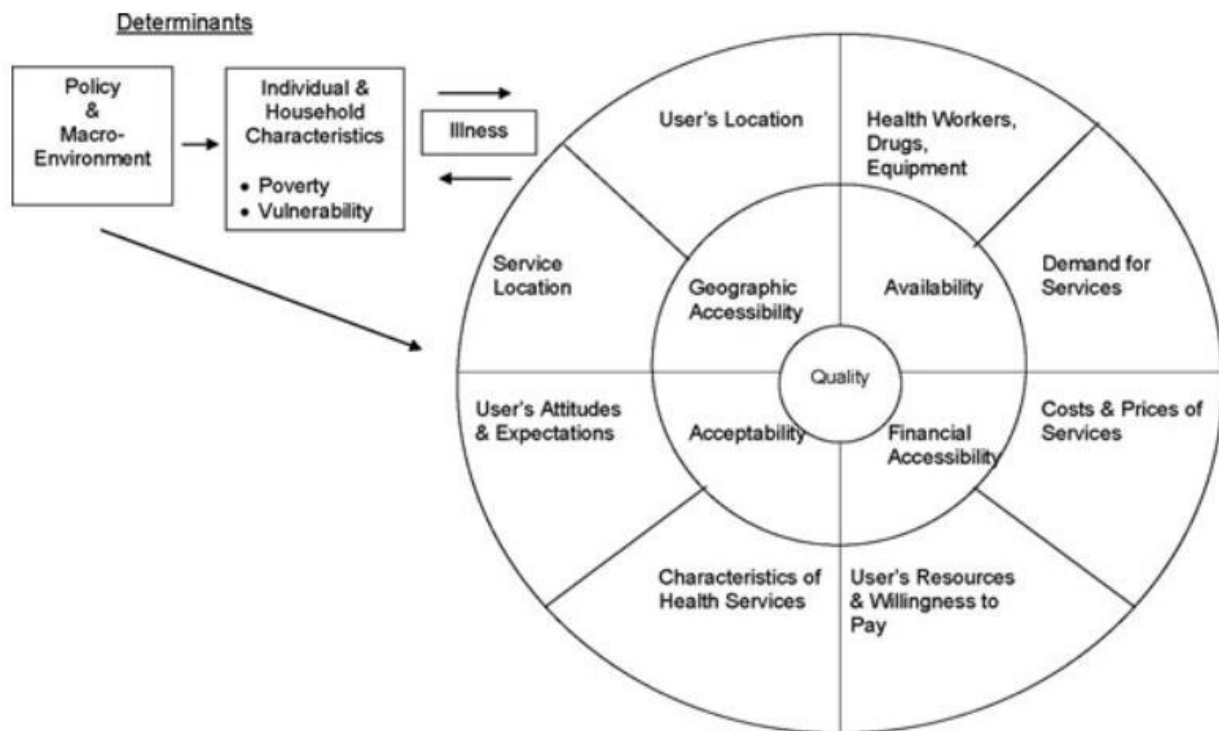 Determinants
Policy
&
Macro-
Environment
Individual &
Household
Characteristics
• Poverty
• Vulnerability
Illness
User's Location
Health Workers,
Drugs,
Equipment
Service
Location
Geographic
Accessibility
Availability
Demand for
Services
Quality
User's Attitudes
& Expectations
Acceptability
Financial
Accessibility
Costs & Prices of
Services
Characteristics of
Health Services
User's Resources
& Willingness to
Pay